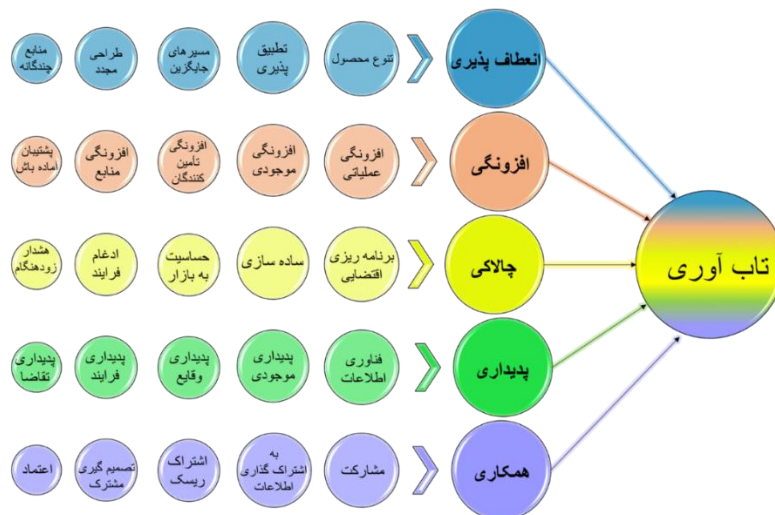 انعطاف پذیری
تنوع محصول
تطبیق
پذیری
مسیرهای
جایگزین
طراحی
مجدد
منابع
چندگانه
افزونگی
افزونگی
عملیاتی
افزونگی
موجودی
افزونگی
تأمین
کنندگان
افزونگی
منابع
پشتیبان
آماده باش
تاب آوری
چالاکی
برنامه ریزی
اقتضایی
ساده سازی
حساسیت
به بازار
ادغام
فرایند
هشدار
زودهنگام
پدیداری
فناوری
اطلاعات
پدیداری
موجودی
پدیداری
وقایع
پدیداری
فرایند
پدیداری
تقاضا
همکاری
مشارکت
به
اشتراک گذاری
اطلاعات
اشتراک
ریسک
تصمیم گیری
مشترک
اعتماد